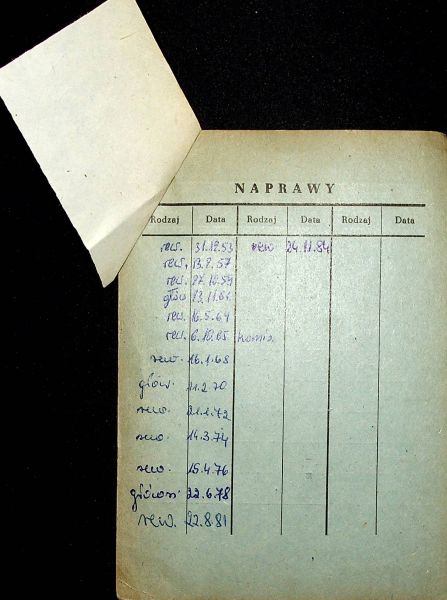 NAPRAWY
Rodzaj Data Rodzaj Data Rodzaj Data
rew. 31.12.53 rew 24.11.84
rew. 13.2.57
rew. 27.10.59
głów 13.11.61
rew. 16.5.64
rew. 6.10.65
rew. 16.1.68
głów. 11.2.70
rew. 21.1.72
rew. 14.3.74
rew. 15.4.76
główn 22.6.78
rew. 22.8.81